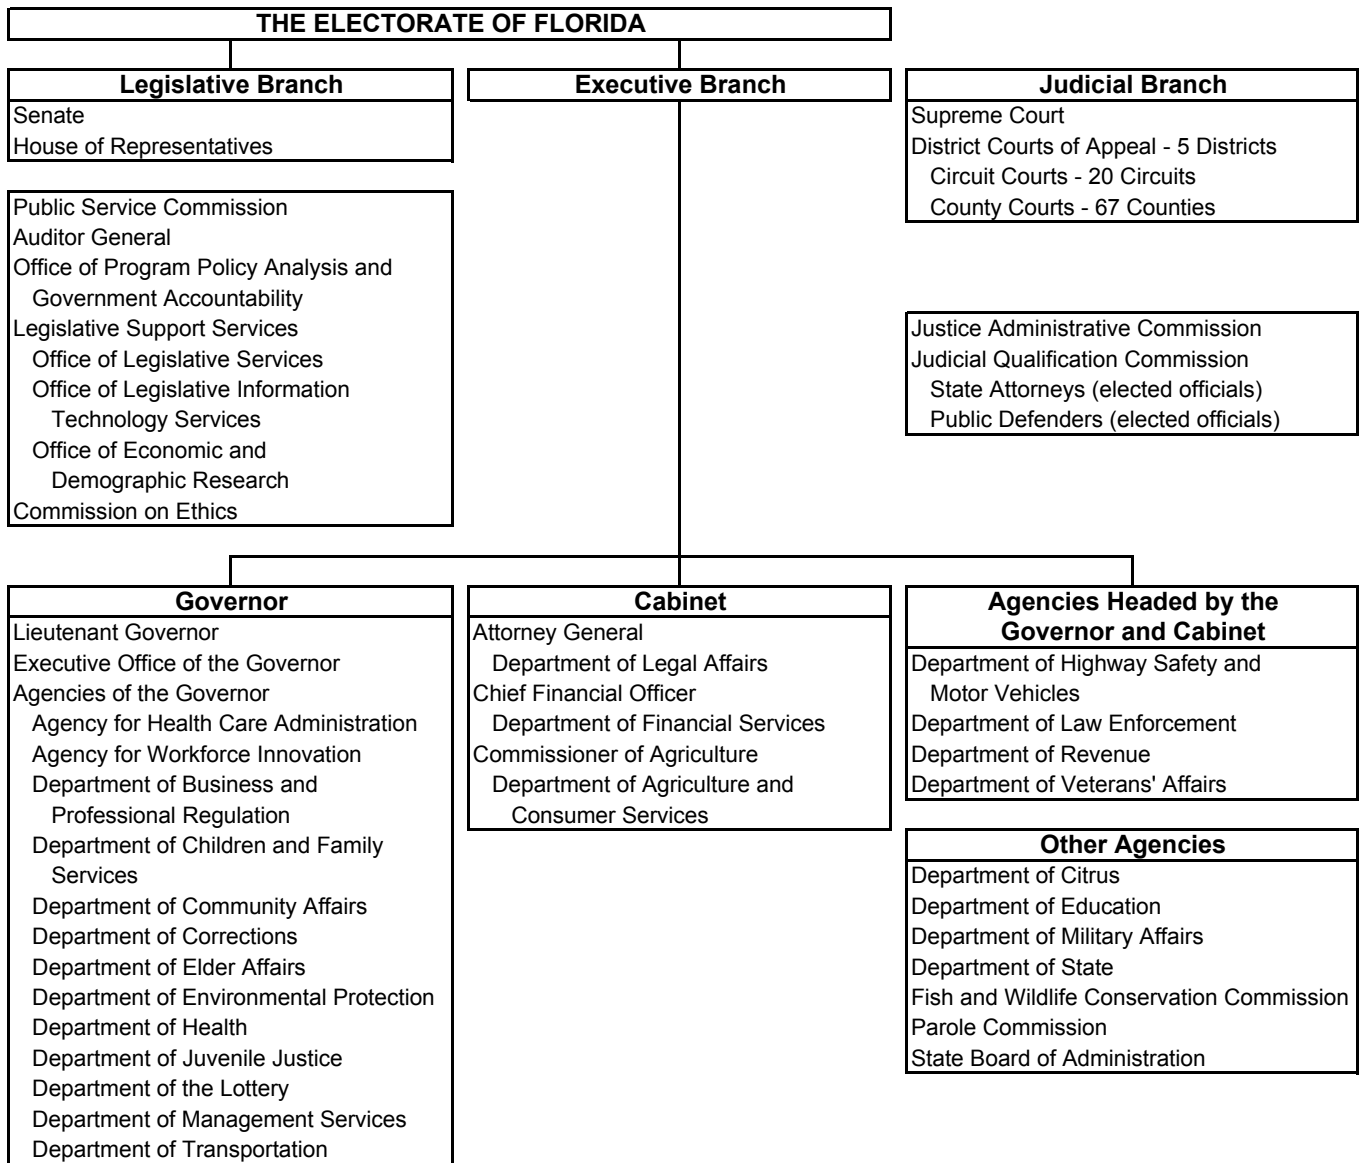 THE ELECTORATE OF FLORIDA
Legislative Branch
Senate
House of Representatives
Public Service Commission
Auditor General
Office of Program Policy Analysis and
Government Accountability
Legislative Support Services
Office of Legislative Services
Office of Legislative Information
Technology Services
Office of Economic and
Demographic Research
Commission on Ethics
Executive Branch
Judicial Branch
Supreme Court
District Courts of Appeal - 5 Districts
Circuit Courts - 20 Circuits
County Courts - 67 Counties
Justice Administrative Commission
Judicial Qualification Commission
State Attorneys (elected officials)
Public Defenders (elected officials)
Governor
Lieutenant Governor
Executive Office of the Governor
Agencies of the Governor
Agency for Health Care Administration
Agency for Workforce Innovation
Department of Business and
Professional Regulation
Department of Children and Family
Services
Department of Community Affairs
Department of Corrections
Department of Elder Affairs
Department of Environmental Protection
Department of Health
Department of Juvenile Justice
Department of the Lottery
Department of Management Services
Department of Transportation
Cabinet
Attorney General
Department of Legal Affairs
Chief Financial Officer
Department of Financial Services
Commissioner of Agriculture
Department of Agriculture and
Consumer Services
Agencies Headed by the
Governor and Cabinet
Department of Highway Safety and
Motor Vehicles
Department of Law Enforcement
Department of Revenue
Department of Veterans' Affairs
Other Agencies
Department of Citrus
Department of Education
Department of Military Affairs
Department of State
Fish and Wildlife Conservation Commission
Parole Commission
State Board of Administration